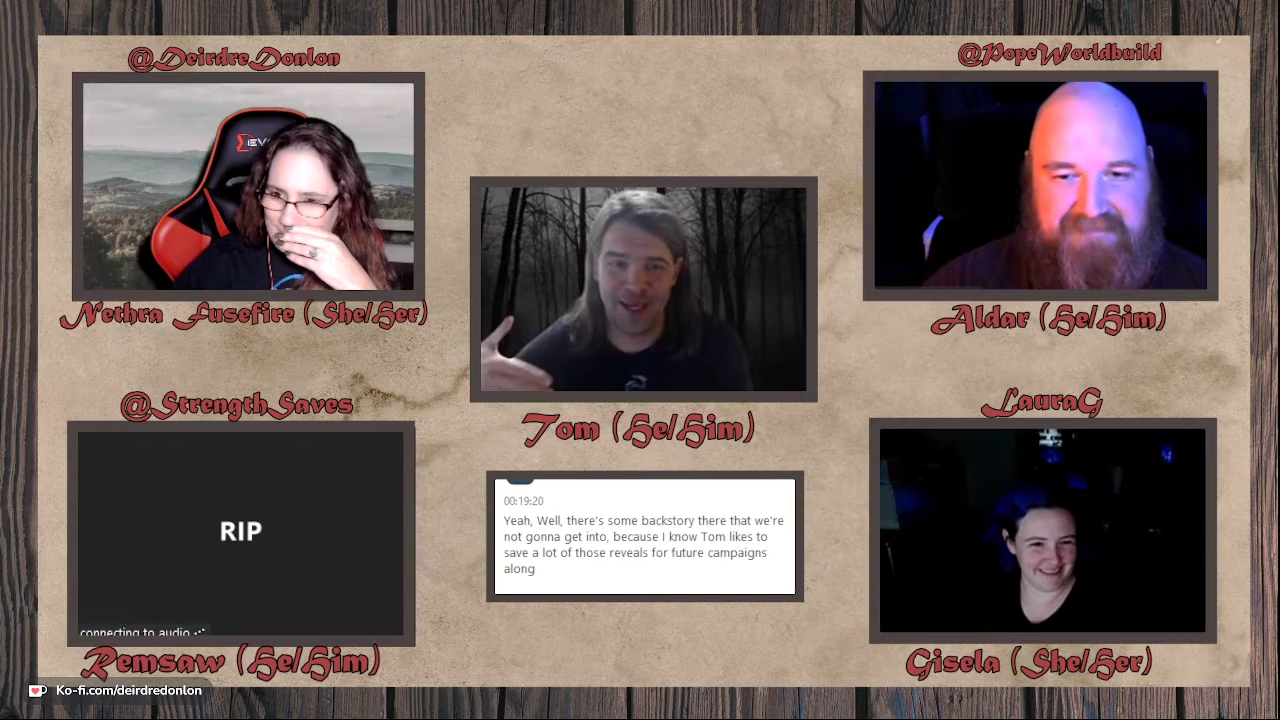 @DeirdreDonlon
@PopeWorldbuild
Nethra Fusefire (She/Her)
Aldar (He/Him)
@StrengthSaves
Tom (He/Him)
LauraG
RIP
00:19:20
Yeah, Well, there's some backstory there that we're
not gonna get into, because I know Tom likes to
save a lot of those reveals for future campaigns
along
connecting to audio
Remsaw (He/Him)
Gisela (She/Her)
Ko-fi.com/deirdredonlon